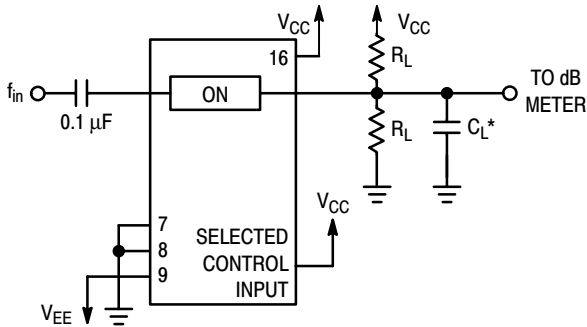 V_CC V_CC
16 R_L
f_in ON TO dB
METER
0.1 µF R_L C_L*
V_CC
7 SELECTED
8 CONTROL
9 INPUT
V_EE